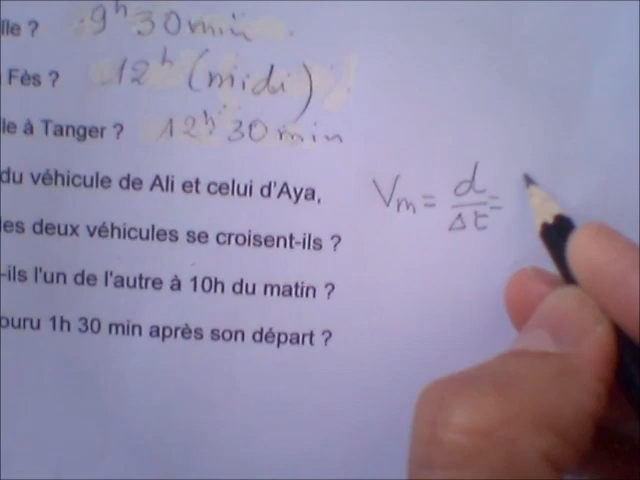 lle ? 9h 30min
Fès ? 12h (midi)
lle à Tanger ? 12h 30min
du véhicule de Ali et celui d'Aya, Vm = d/Δt =
les deux véhicules se croisent-ils ?
-ils l'un de l'autre à 10h du matin ?
ouru 1h 30 min après son départ ?